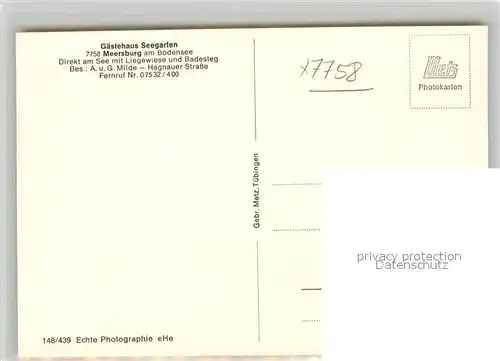 Gästehaus Seegarten
7758 Meersburg am Bodensee
Direkt am See mit Liegewiese und Badesteg
Bes.: A. u. G. Milde – Hagnauer Straße
Fernruf Nr. 07532/400
x7758
Metz
Photokarten
Gebr. Metz, Tübingen
privacy protection
Datenschutz
148/439 Echte Photographie eHe